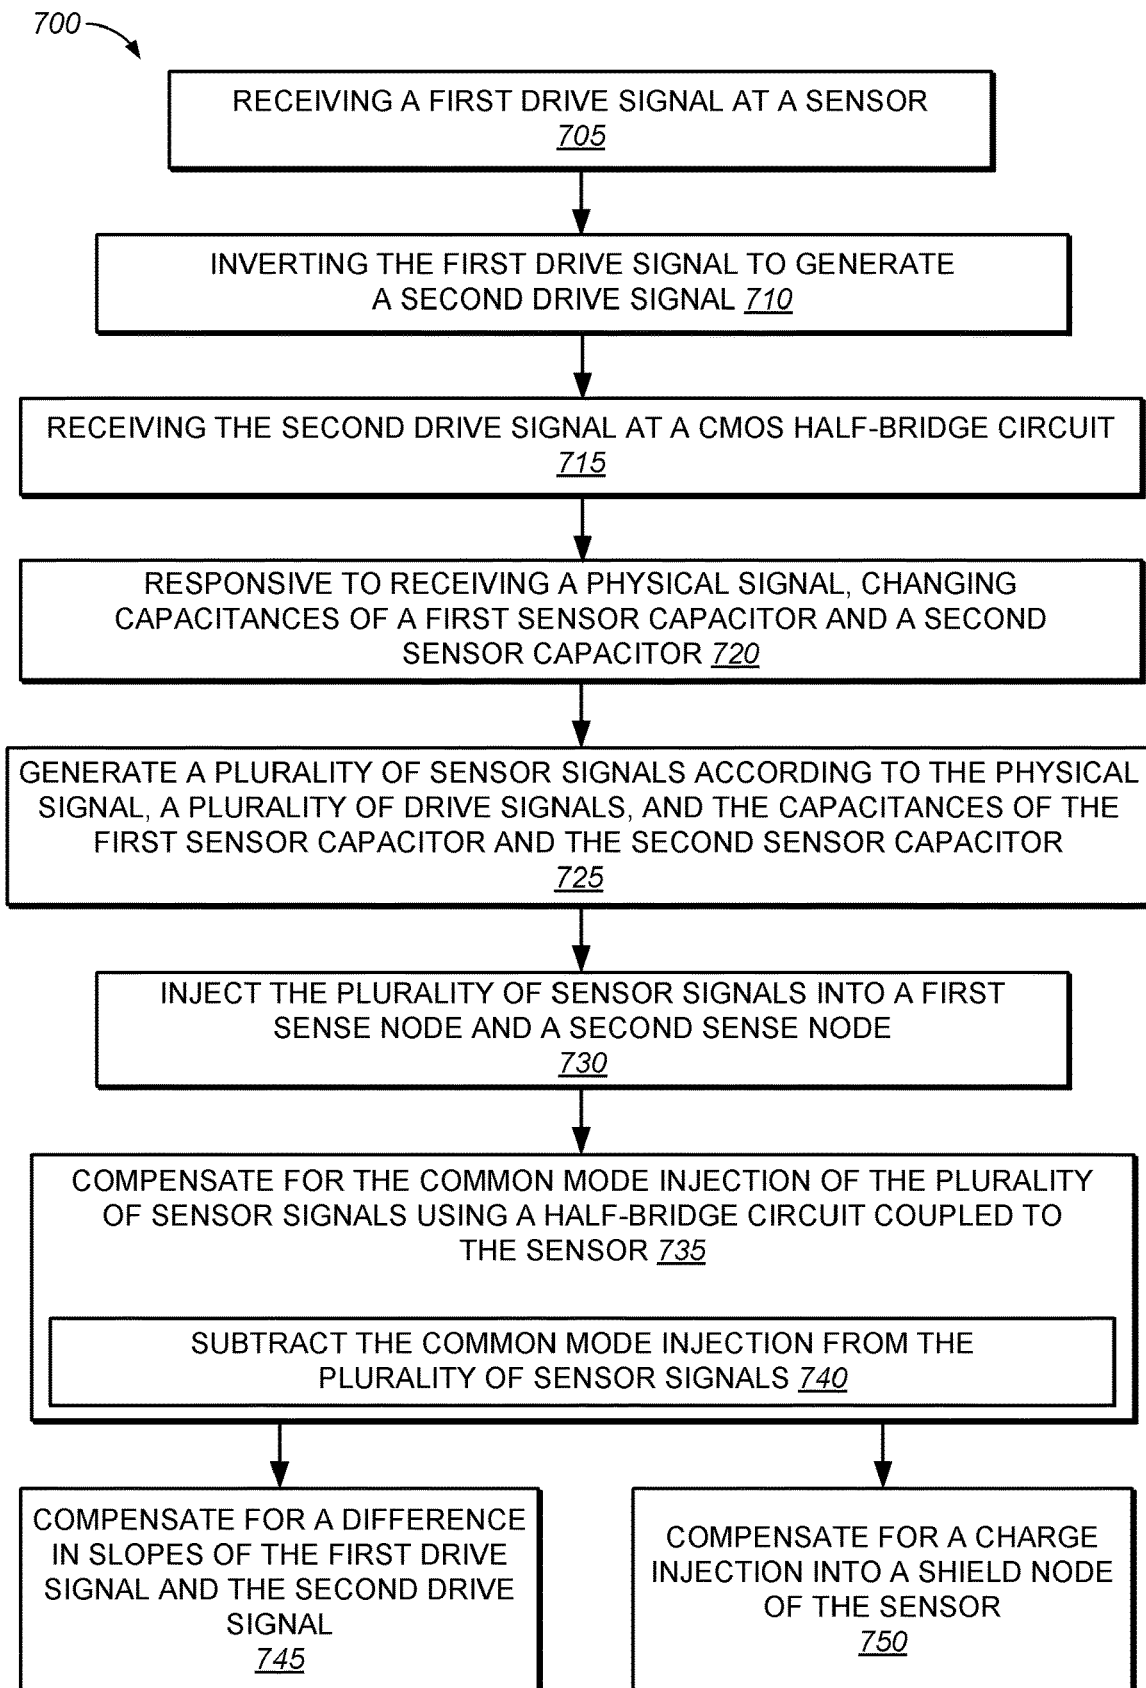 700
RECEIVING A FIRST DRIVE SIGNAL AT A SENSOR
705
INVERTING THE FIRST DRIVE SIGNAL TO GENERATE
A SECOND DRIVE SIGNAL 710
RECEIVING THE SECOND DRIVE SIGNAL AT A CMOS HALF-BRIDGE CIRCUIT
715
RESPONSIVE TO RECEIVING A PHYSICAL SIGNAL, CHANGING
CAPACITANCES OF A FIRST SENSOR CAPACITOR AND A SECOND
SENSOR CAPACITOR 720
GENERATE A PLURALITY OF SENSOR SIGNALS ACCORDING TO THE PHYSICAL
SIGNAL, A PLURALITY OF DRIVE SIGNALS, AND THE CAPACITANCES OF THE
FIRST SENSOR CAPACITOR AND THE SECOND SENSOR CAPACITOR
725
INJECT THE PLURALITY OF SENSOR SIGNALS INTO A FIRST
SENSE NODE AND A SECOND SENSE NODE
730
COMPENSATE FOR THE COMMON MODE INJECTION OF THE PLURALITY
OF SENSOR SIGNALS USING A HALF-BRIDGE CIRCUIT COUPLED TO
THE SENSOR 735
SUBTRACT THE COMMON MODE INJECTION FROM THE
PLURALITY OF SENSOR SIGNALS 740
COMPENSATE FOR A DIFFERENCE
IN SLOPES OF THE FIRST DRIVE
SIGNAL AND THE SECOND DRIVE
SIGNAL
745
COMPENSATE FOR A CHARGE
INJECTION INTO A SHIELD NODE
OF THE SENSOR
750